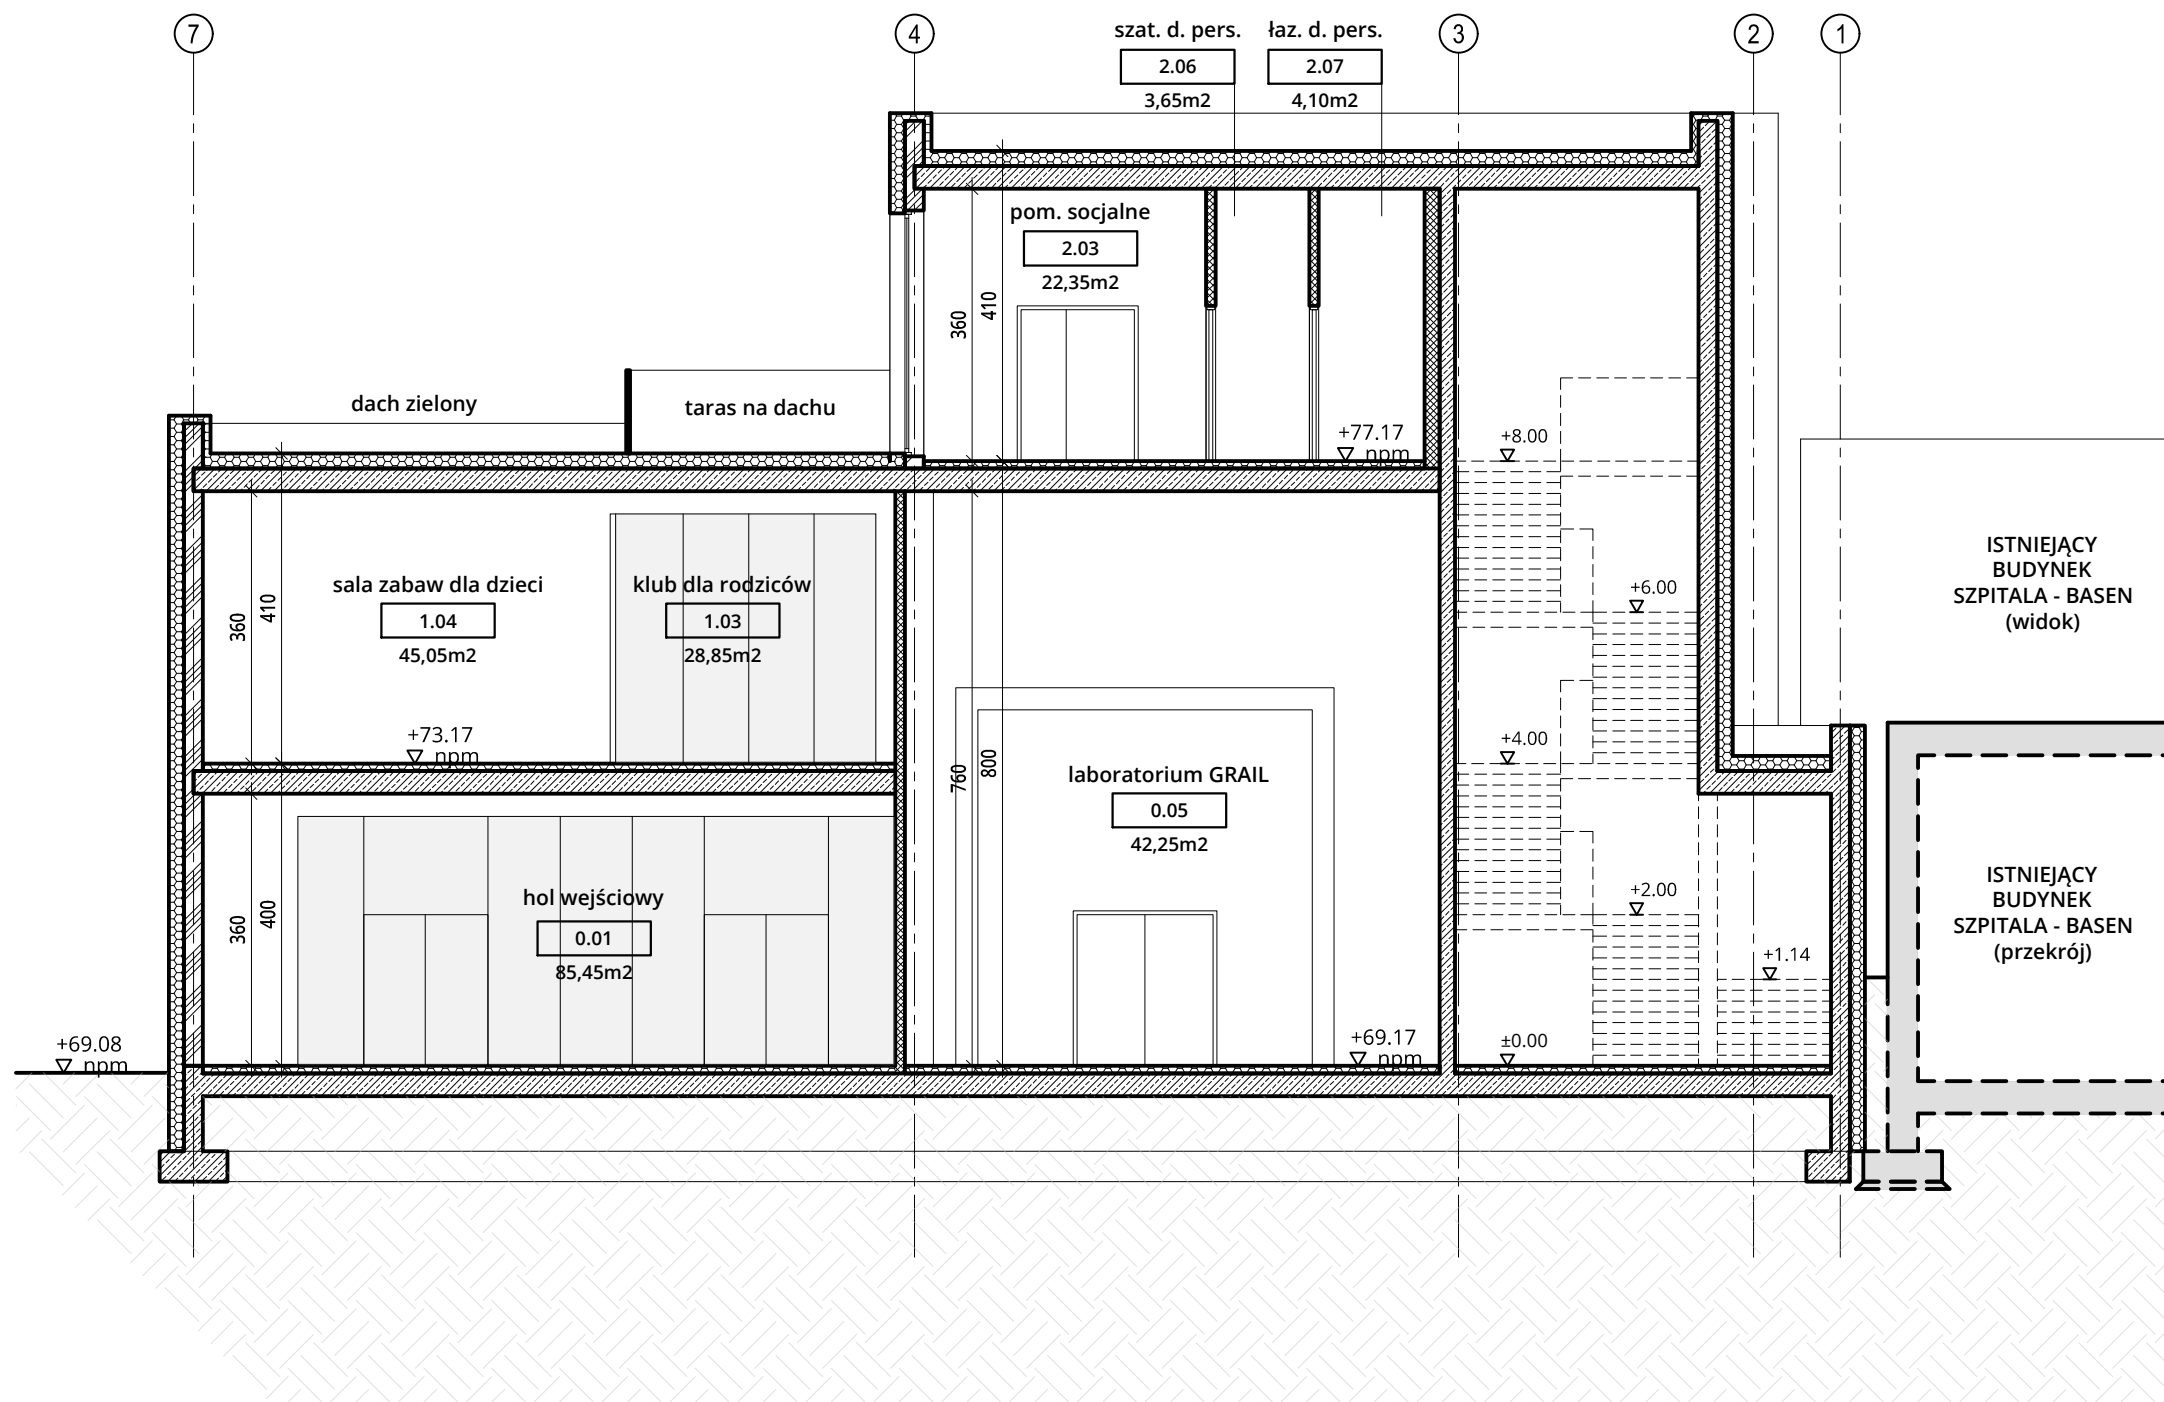 7
4
3
2
1
szat. d. pers.
2.06
3,65m2
łaz. d. pers.
2.07
4,10m2
pom. socjalne
2.03
22,35m2
360
410
+77.17
npm
dach zielony
taras na dachu
+8.00
sala zabaw dla dzieci
1.04
45,05m2
klub dla rodziców
1.03
28,85m2
360
410
+73.17
npm
+6.00
ISTNIEJĄCY
BUDYNEK
SZPITALA - BASEN
(widok)
760
800
laboratorium GRAIL
0.05
42,25m2
+4.00
hol wejściowy
0.01
85,45m2
360
400
+2.00
+1.14
ISTNIEJĄCY
BUDYNEK
SZPITALA - BASEN
(przekrój)
+69.08
npm
+69.17
npm
±0.00